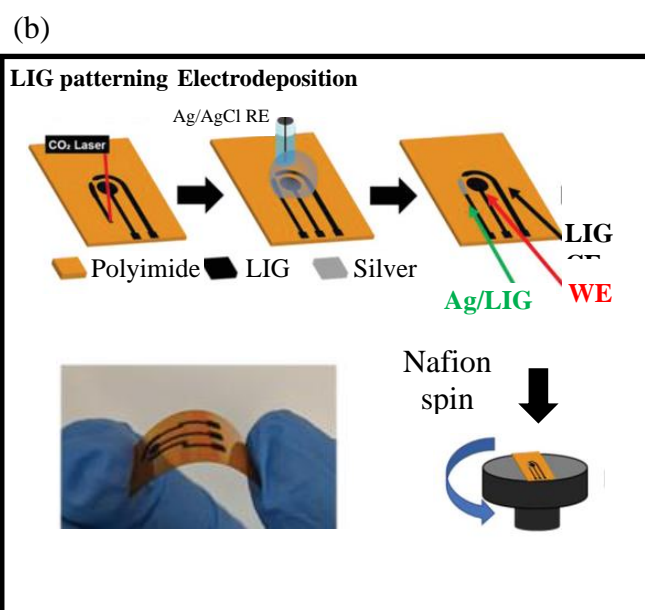 (b)
LIG patterning Electrodeposition
Ag/AgCl RE
CO₂ Laser
Polyimide LIG Silver
LIG
Ag/LIG
WE
Nafion
spin